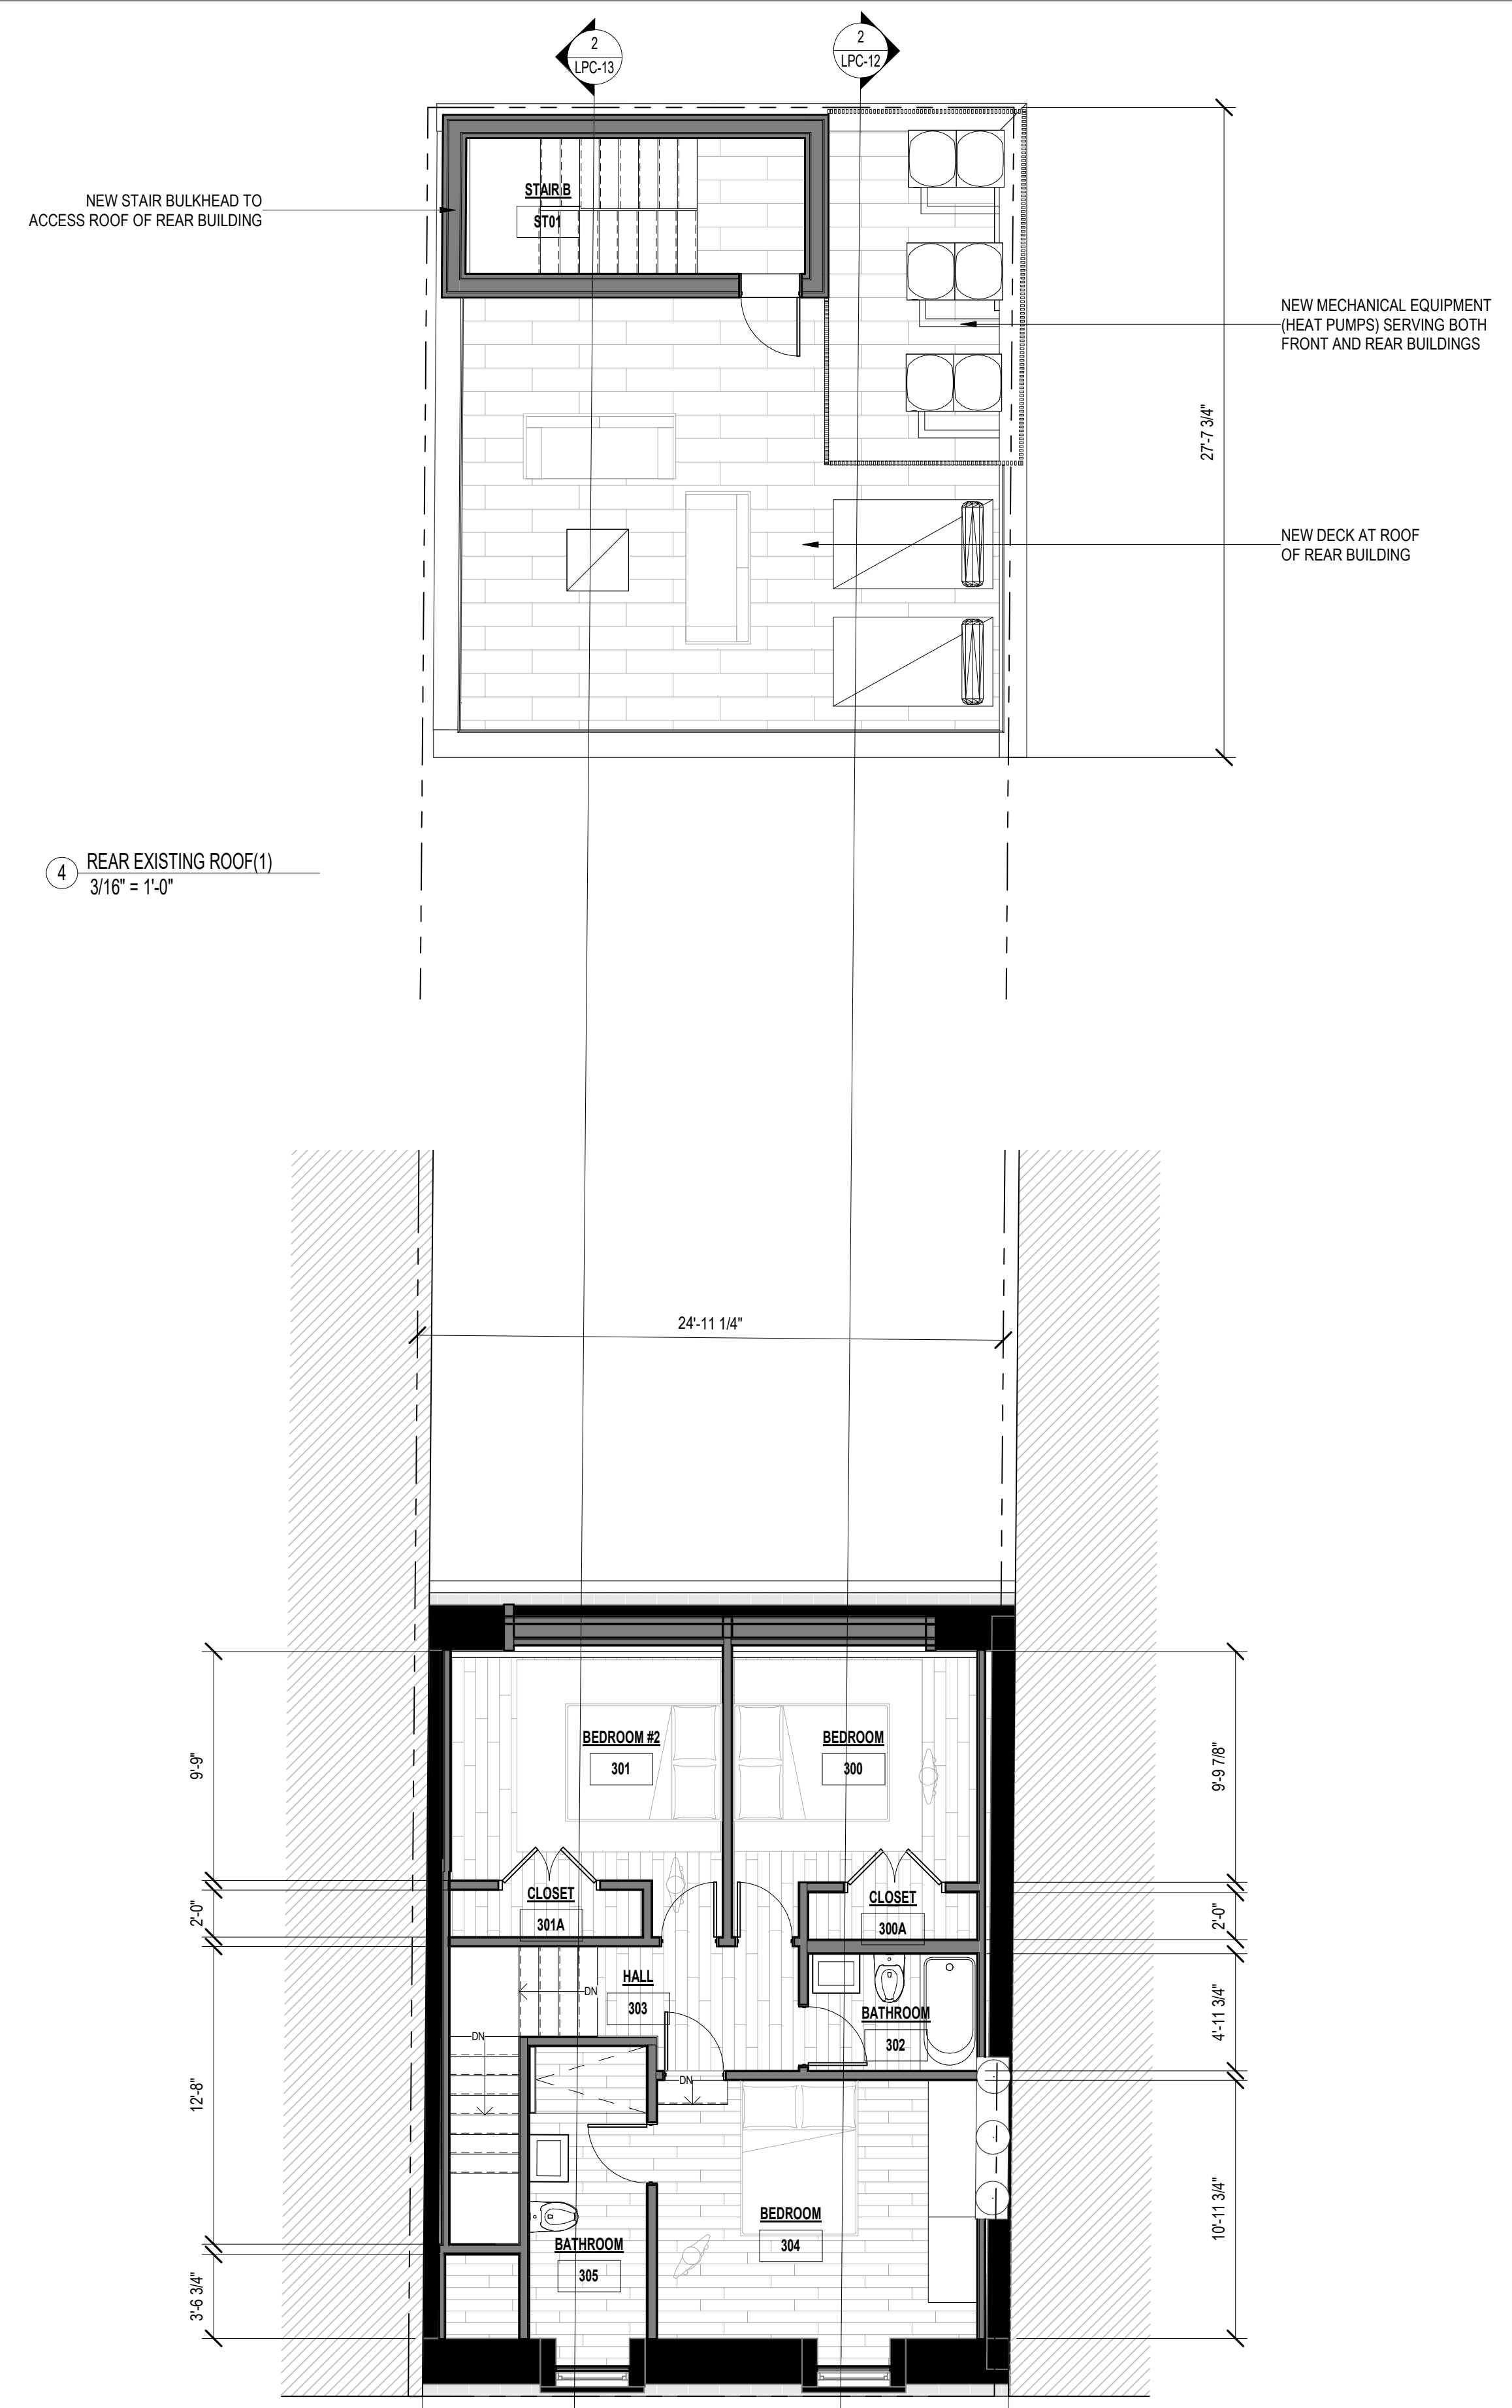 2
LPC-13
2
LPC-12
NEW STAIR BULKHEAD TO
ACCESS ROOF OF REAR BUILDING
STAIR B
ST01
NEW MECHANICAL EQUIPMENT
(HEAT PUMPS) SERVING BOTH
FRONT AND REAR BUILDINGS
27'-7 3/4"
NEW DECK AT ROOF
OF REAR BUILDING
4
REAR EXISTING ROOF(1)
3/16" = 1'-0"
24'-11 1/4"
9'-9"
BEDROOM #2
301
BEDROOM
300
9'-9 7/8"
2'-0"
CLOSET
301A
CLOSET
300A
2'-0"
HALL
303
DN
DN
BATHROOM
302
4'-11 3/4"
12'-8"
DN
BEDROOM
304
BATHROOM
305
10'-11 3/4"
3'-6 3/4"